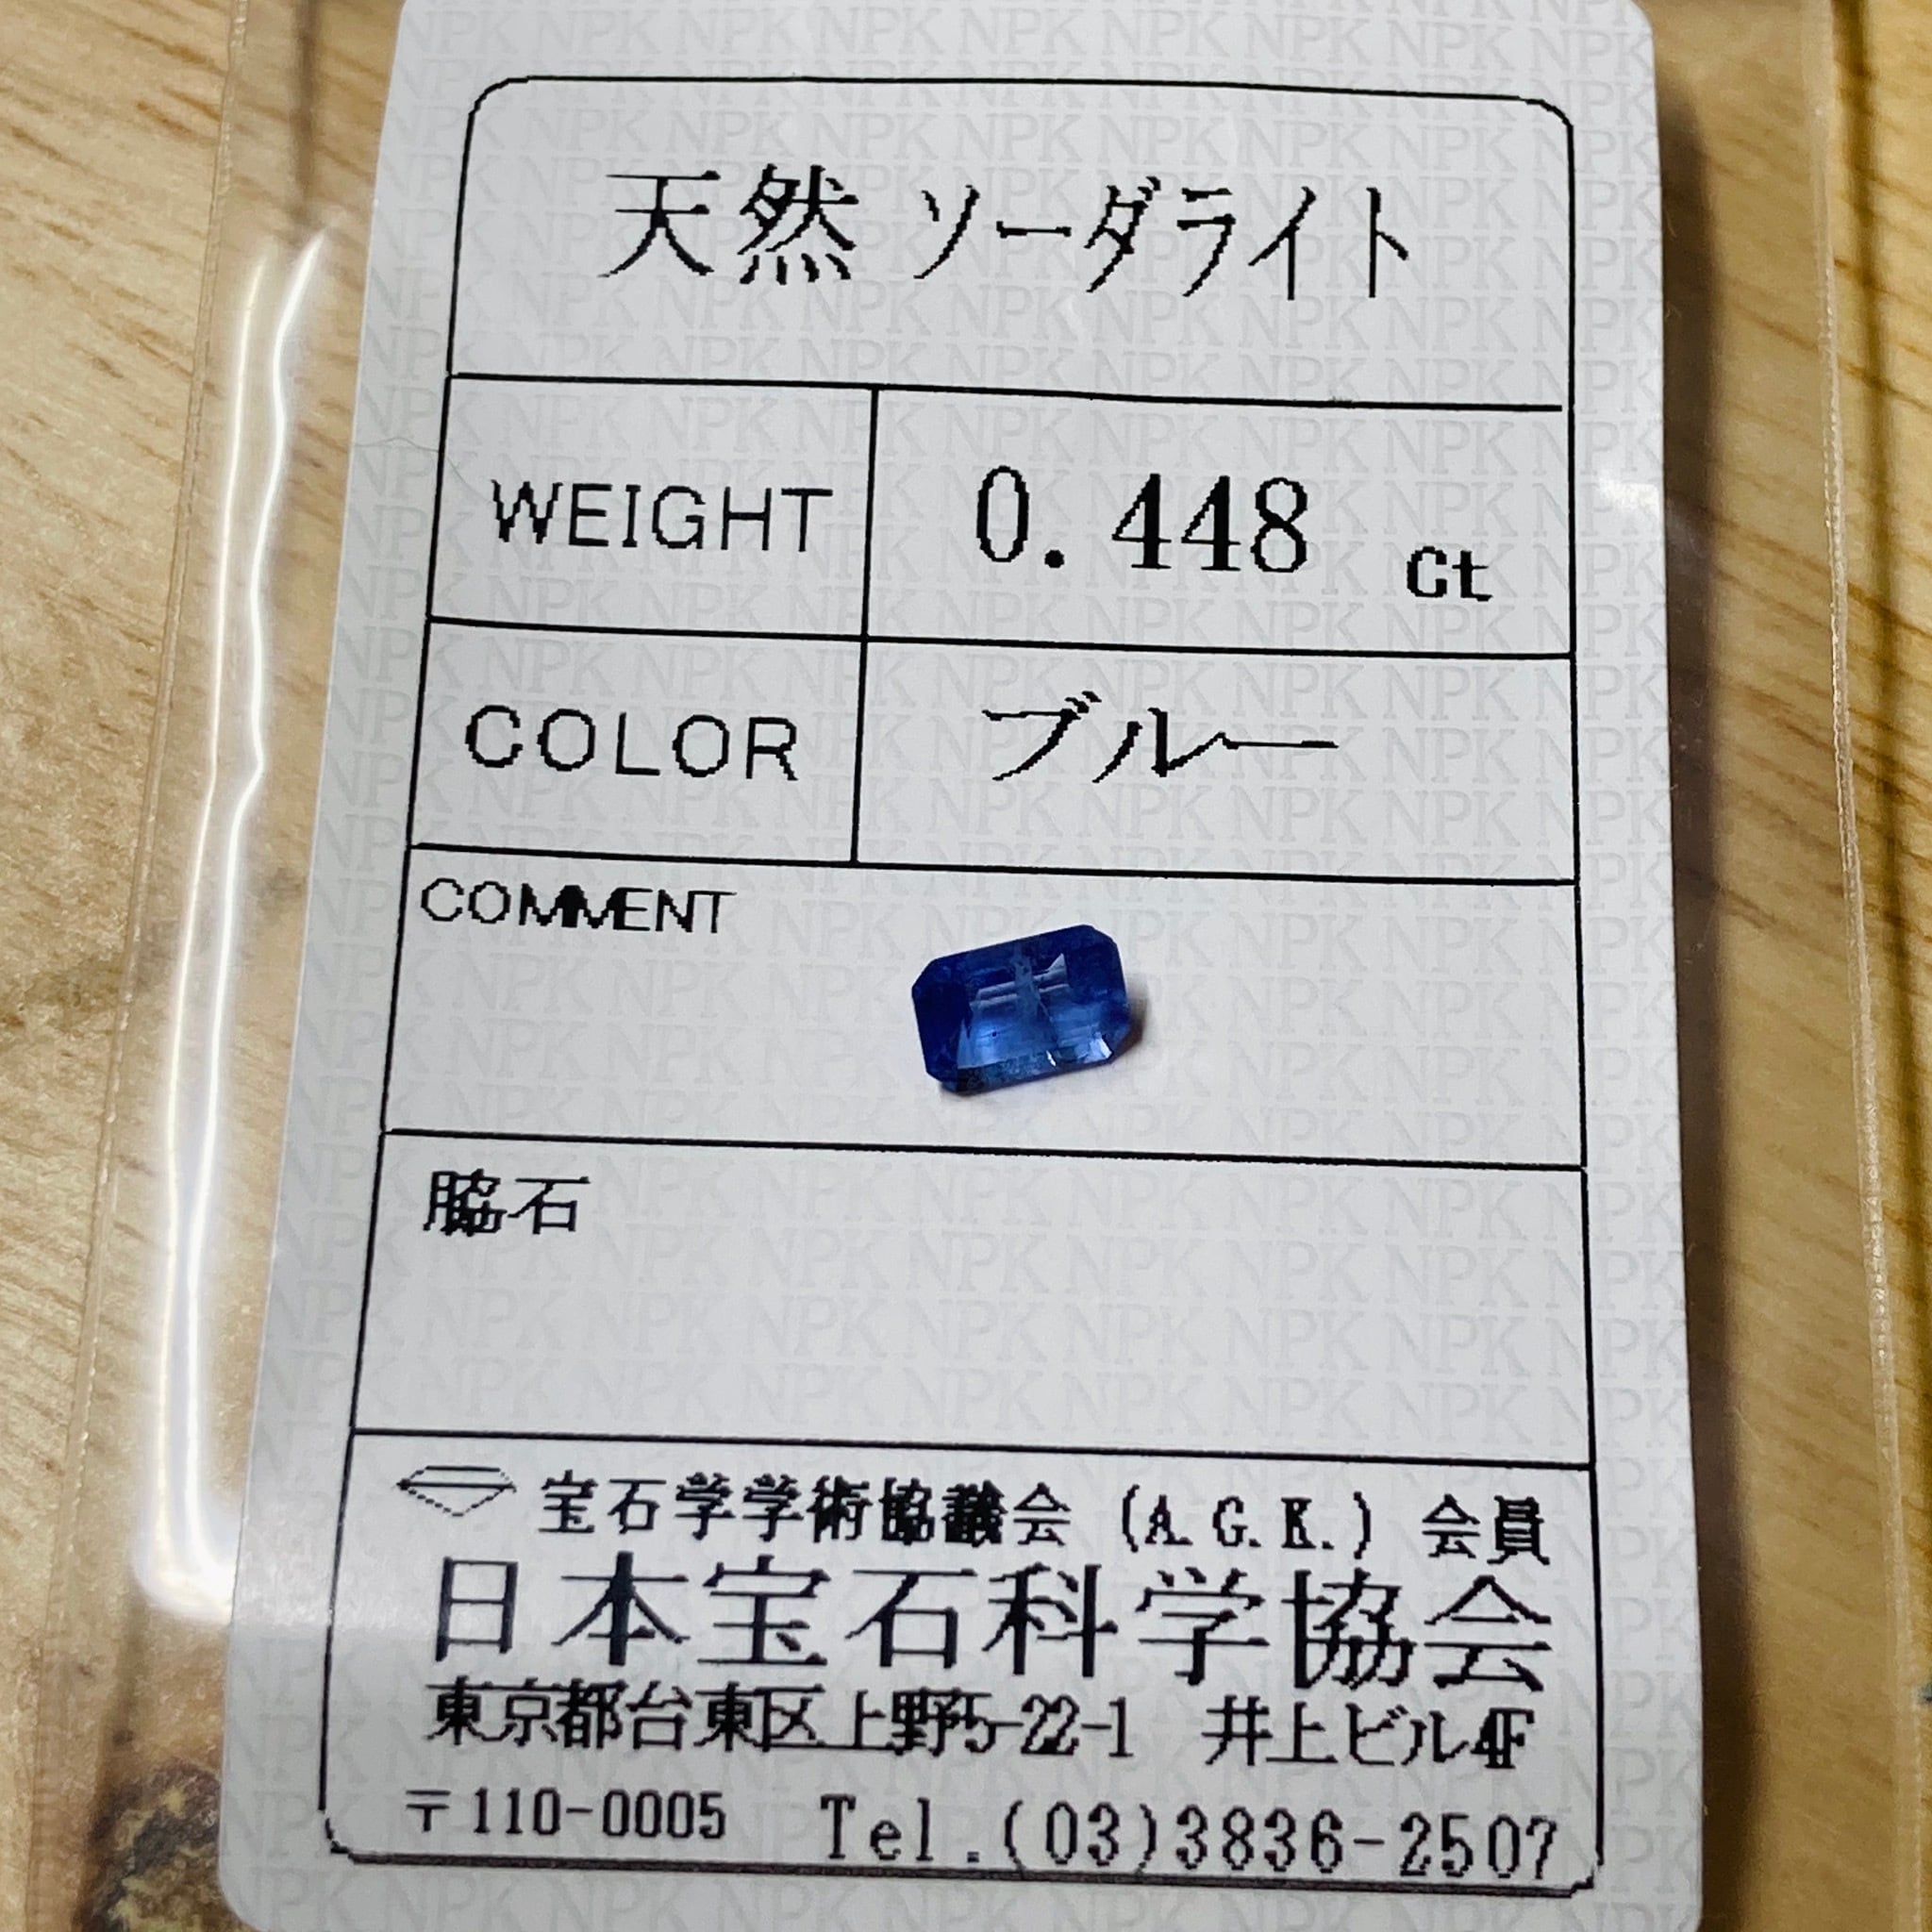 天然 ソーダライト
WEIGHT 0.448 ct
COLOR ブルー
COMMENT
脇石
宝石学学術協議会 (A.G.K.) 会員
日本宝石科学協会
東京都台東区上野5-22-1 井上ビル4F
〒110-0005 Tel.(03)3836-2507
NPK